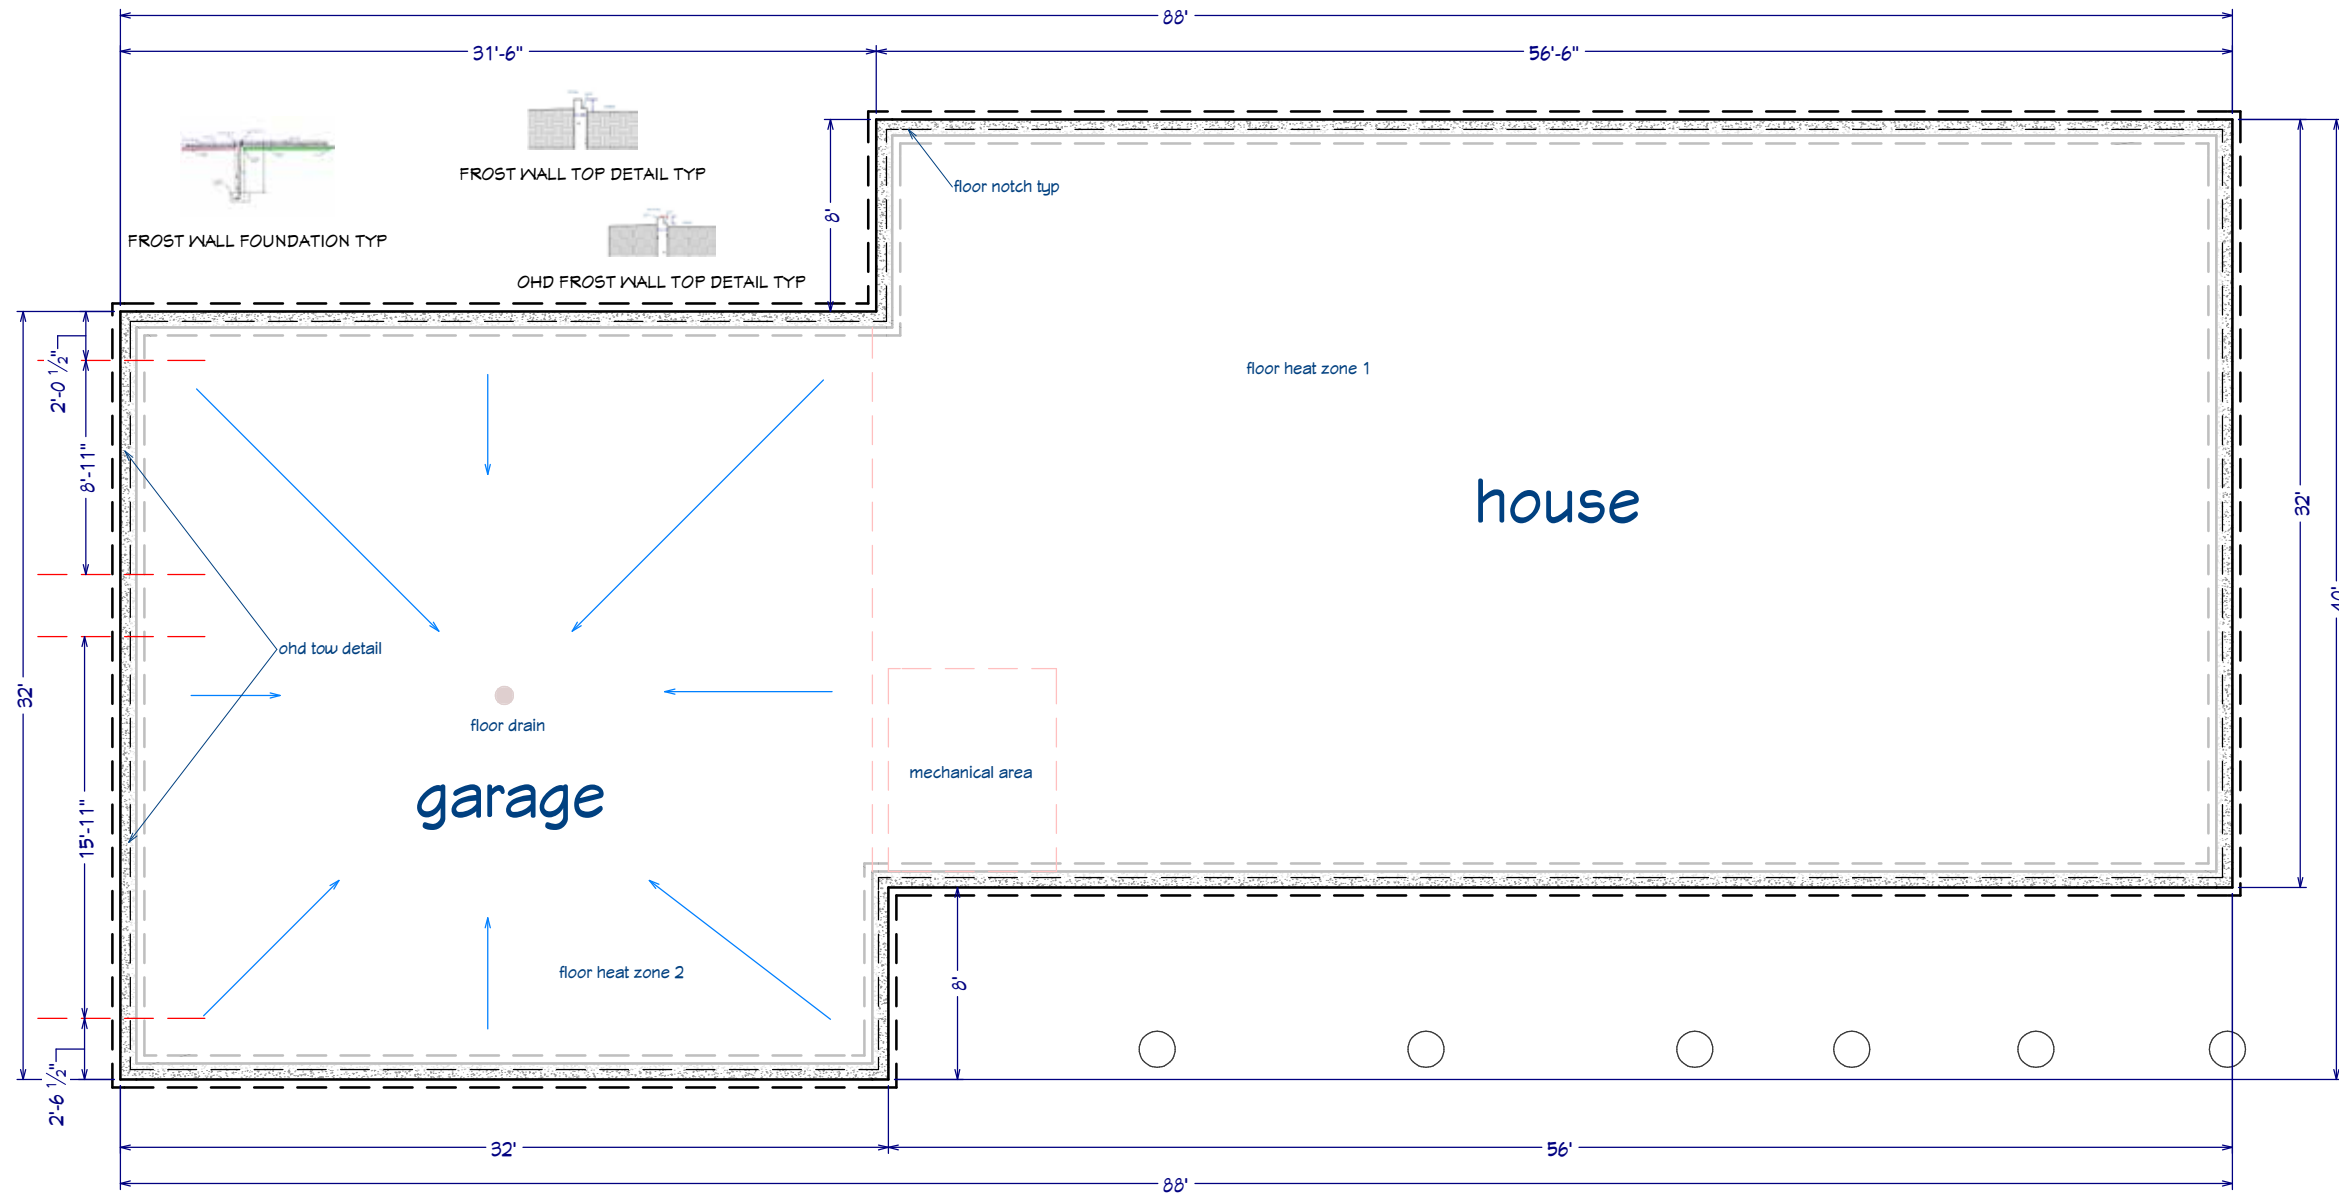 88'
31'-6"
56'-6"
FROST WALL TOP DETAIL TYP
floor notch typ
8'
FROST WALL FOUNDATION TYP
OHD FROST WALL TOP DETAIL TYP
2'-0 1/2"
floor heat zone 1
8'-11"
house
32'
40'
ohd tow detail
32'
floor drain
mechanical area
garage
15'-11"
floor heat zone 2
8'
2'-6 1/2"
32'
56'
88'